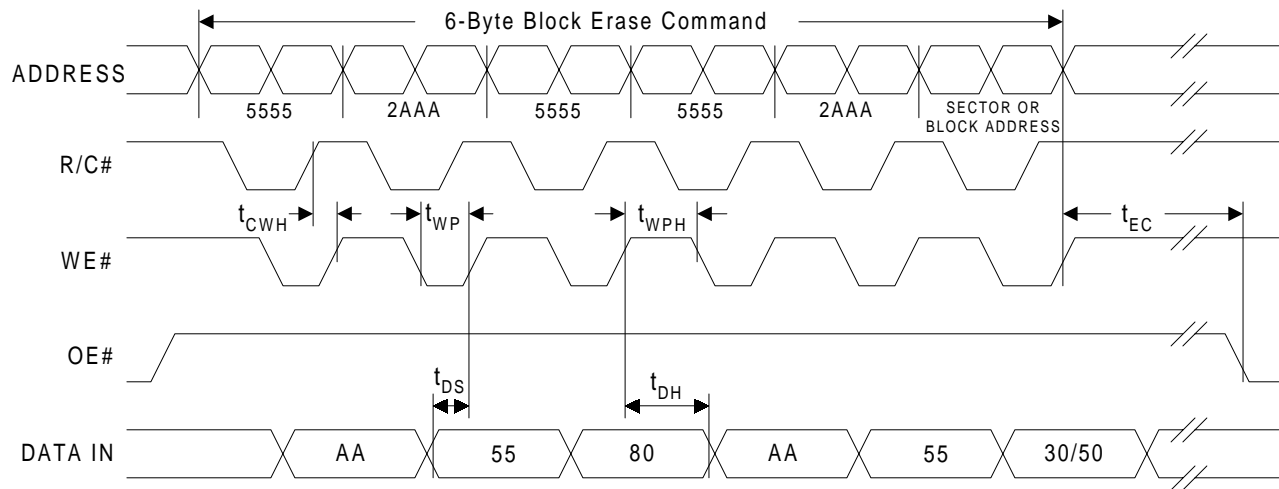 6-Byte Block Erase Command
ADDRESS
5555 2AAA 5555 5555 2AAA SECTOR OR BLOCK ADDRESS
R/C#
tCWH tWP tWPH tEC
WE#
OE#
tDS tDH
DATA IN AA 55 80 AA 55 30/50